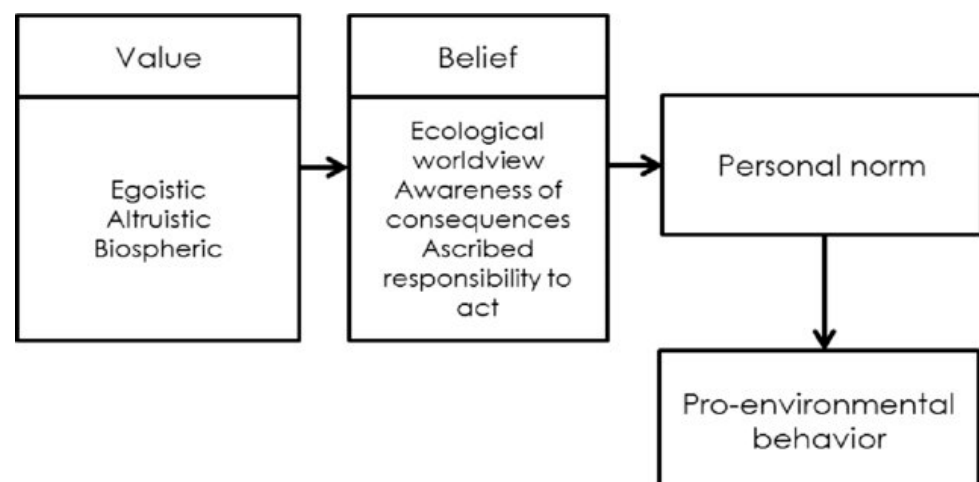 Value
Egoistic
Altruistic
Biospheric
Belief
Ecological
worldview
Awareness of
consequences
Ascribed
responsibility to
act
Personal norm
Pro-environmental
behavior